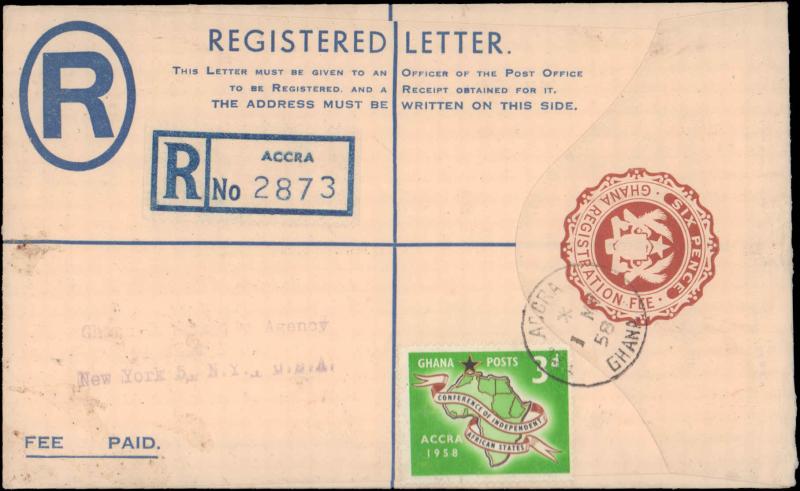 R
REGISTERED LETTER.
THIS LETTER MUST BE GIVEN TO AN OFFICER OF THE POST OFFICE
TO BE REGISTERED, AND A RECEIPT OBTAINED FOR IT.
THE ADDRESS MUST BE WRITTEN ON THIS SIDE.
R
ACCRA
No 2873
GHANA REGISTRATION FEE
SIX PENCE
ACCRA
1 M
58
GHANA
Agency
New York 5, N.Y., U.S.A.
GHANA POSTS 3d
CONFERENCE OF INDEPENDENT
AFRICAN STATES
ACCRA
1958
FEE PAID.